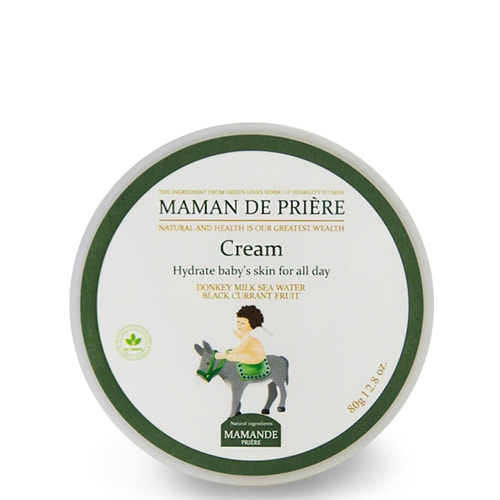 THE INGREDIENT FROM GREEN GIVES SENSE OF STABILITY TO SKIN
MAMAN DE PRIÈRE
NATURAL AND HEALTH IS OUR GREATEST WEALTH
Cream
Hydrate baby's skin for all day
DONKEY MILK SEA WATER
BLACK CURRANT FRUIT
80g | 2.8 oz.
Natural ingredients
MAMANDE
PRIÈRE